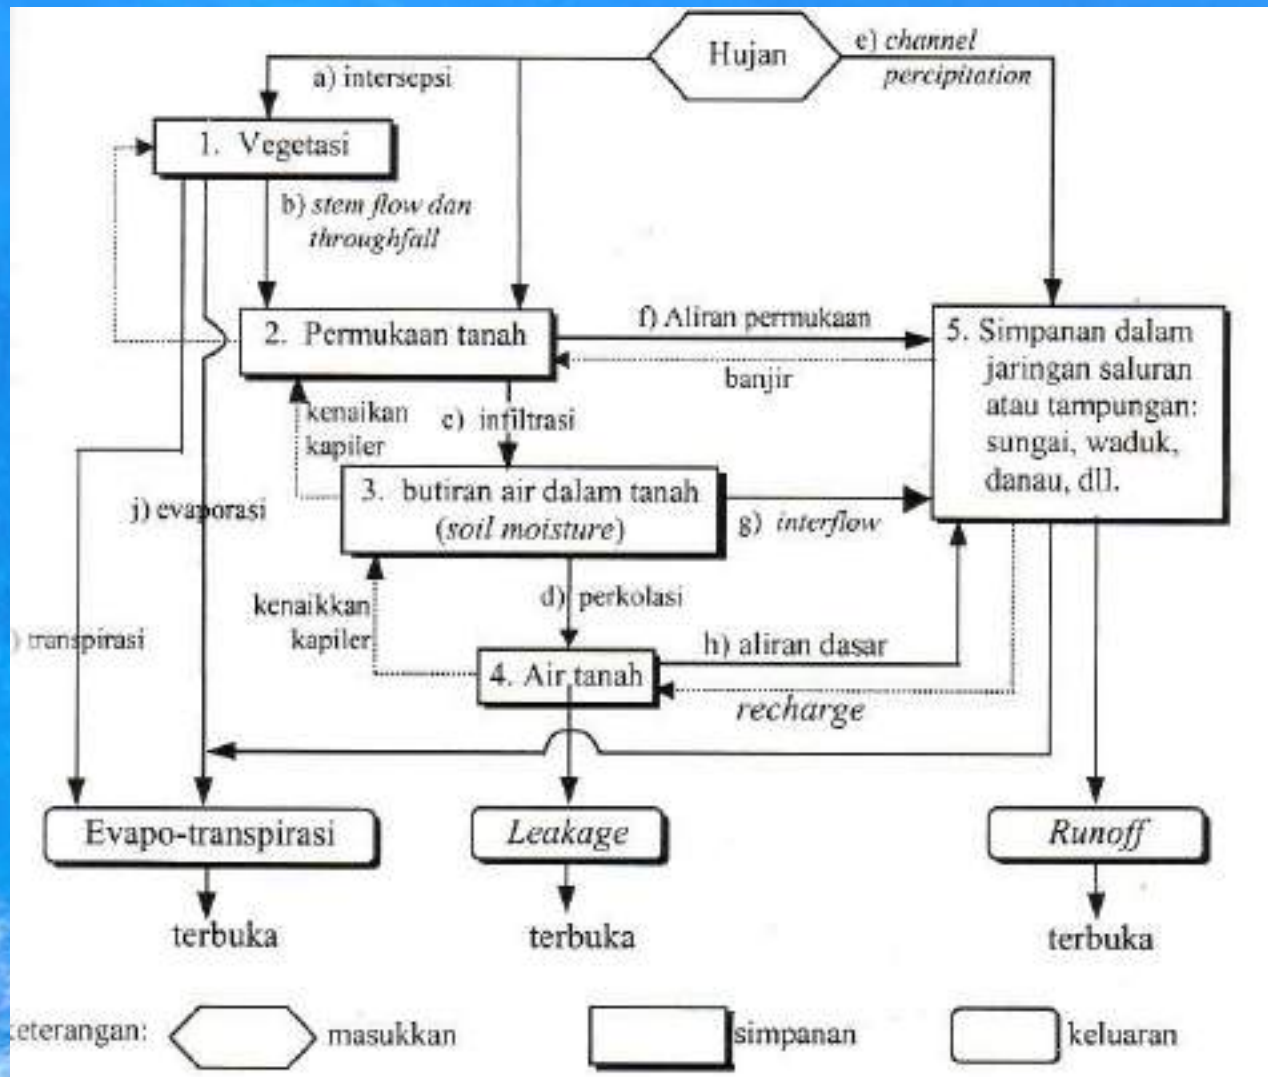 Hujan
e) channel
percipitation
a) intersepsi
1. Vegetasi
b) stem flow dan
throughfall
2. Permukaan tanah
f) Aliran permukaan
banjir
5. Simpanan dalam
jaringan saluran
atau tampungan:
sungai, waduk,
danau, dll.
kenaikan
kapiler
c) infiltrasi
3. butiran air dalam tanah
(soil moisture)
g) interflow
j) evaporasi
d) perkolasi
kenaikkan
kapiler
) transpirasi
h) aliran dasar
4. Air tanah
recharge
Evapo-transpirasi
Leakage
Runoff
terbuka
terbuka
terbuka
keterangan:
masukkan
simpanan
keluaran